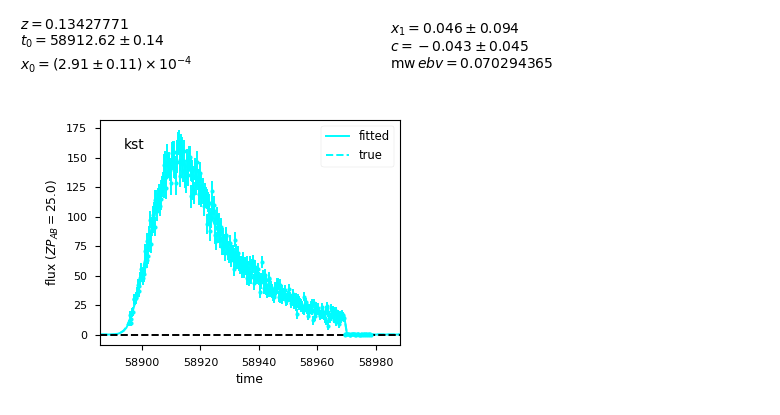 z = 0.13427771
t₀ = 58912.62 ± 0.14
x₀ = (2.91 ± 0.11) × 10⁻⁴
x₁ = 0.046 ± 0.094
c = −0.043 ± 0.045
mw ebv = 0.070294365
kst
fitted
true
flux (ZP_AB = 25.0)
175
150
125
100
75
50
25
0
58900 58920 58940 58960 58980
time